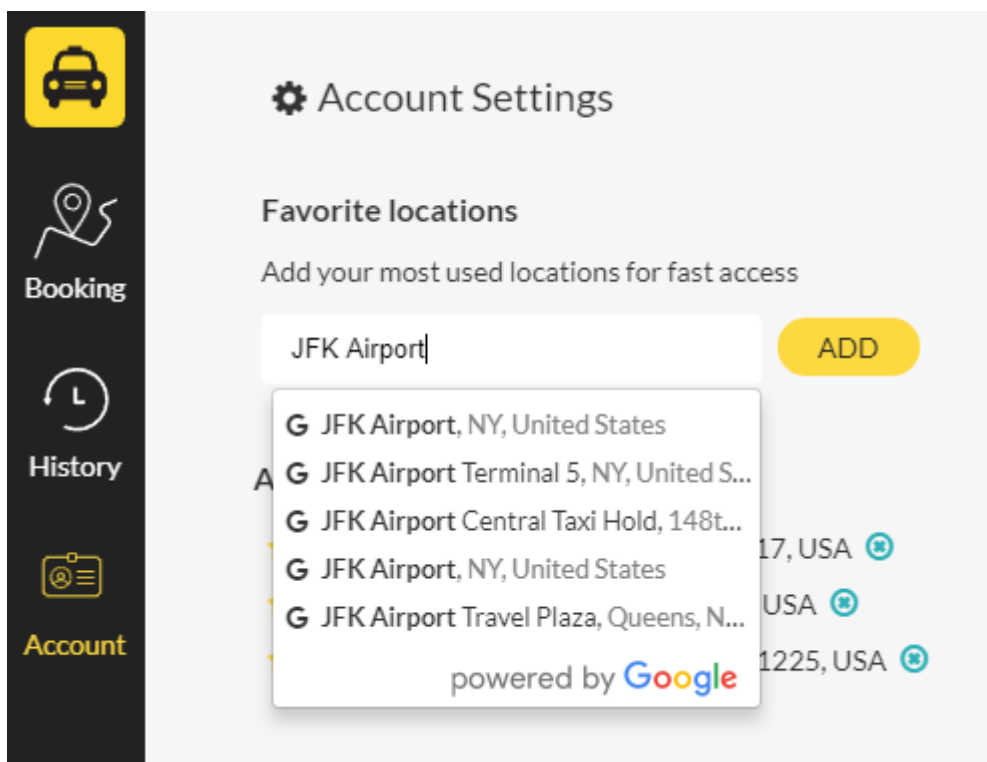 Account Settings
Favorite locations
Add your most used locations for fast access
JFK Airport
ADD
G JFK Airport, NY, United States
G JFK Airport Terminal 5, NY, United S...
G JFK Airport Central Taxi Hold, 148t...
G JFK Airport, NY, United States
G JFK Airport Travel Plaza, Queens, N...
powered by Google
A
17, USA
USA
1225, USA
Booking
History
Account